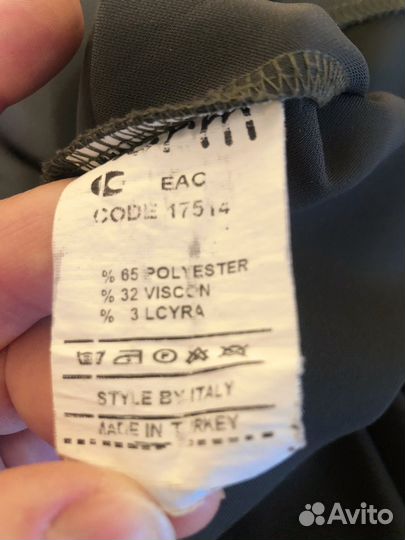 EAC
CODE 17514
% 65 POLYESTER
% 32 VISCON
% 3 LCYRA
STYLE BY ITALY
MADE IN TURKEY
Avito